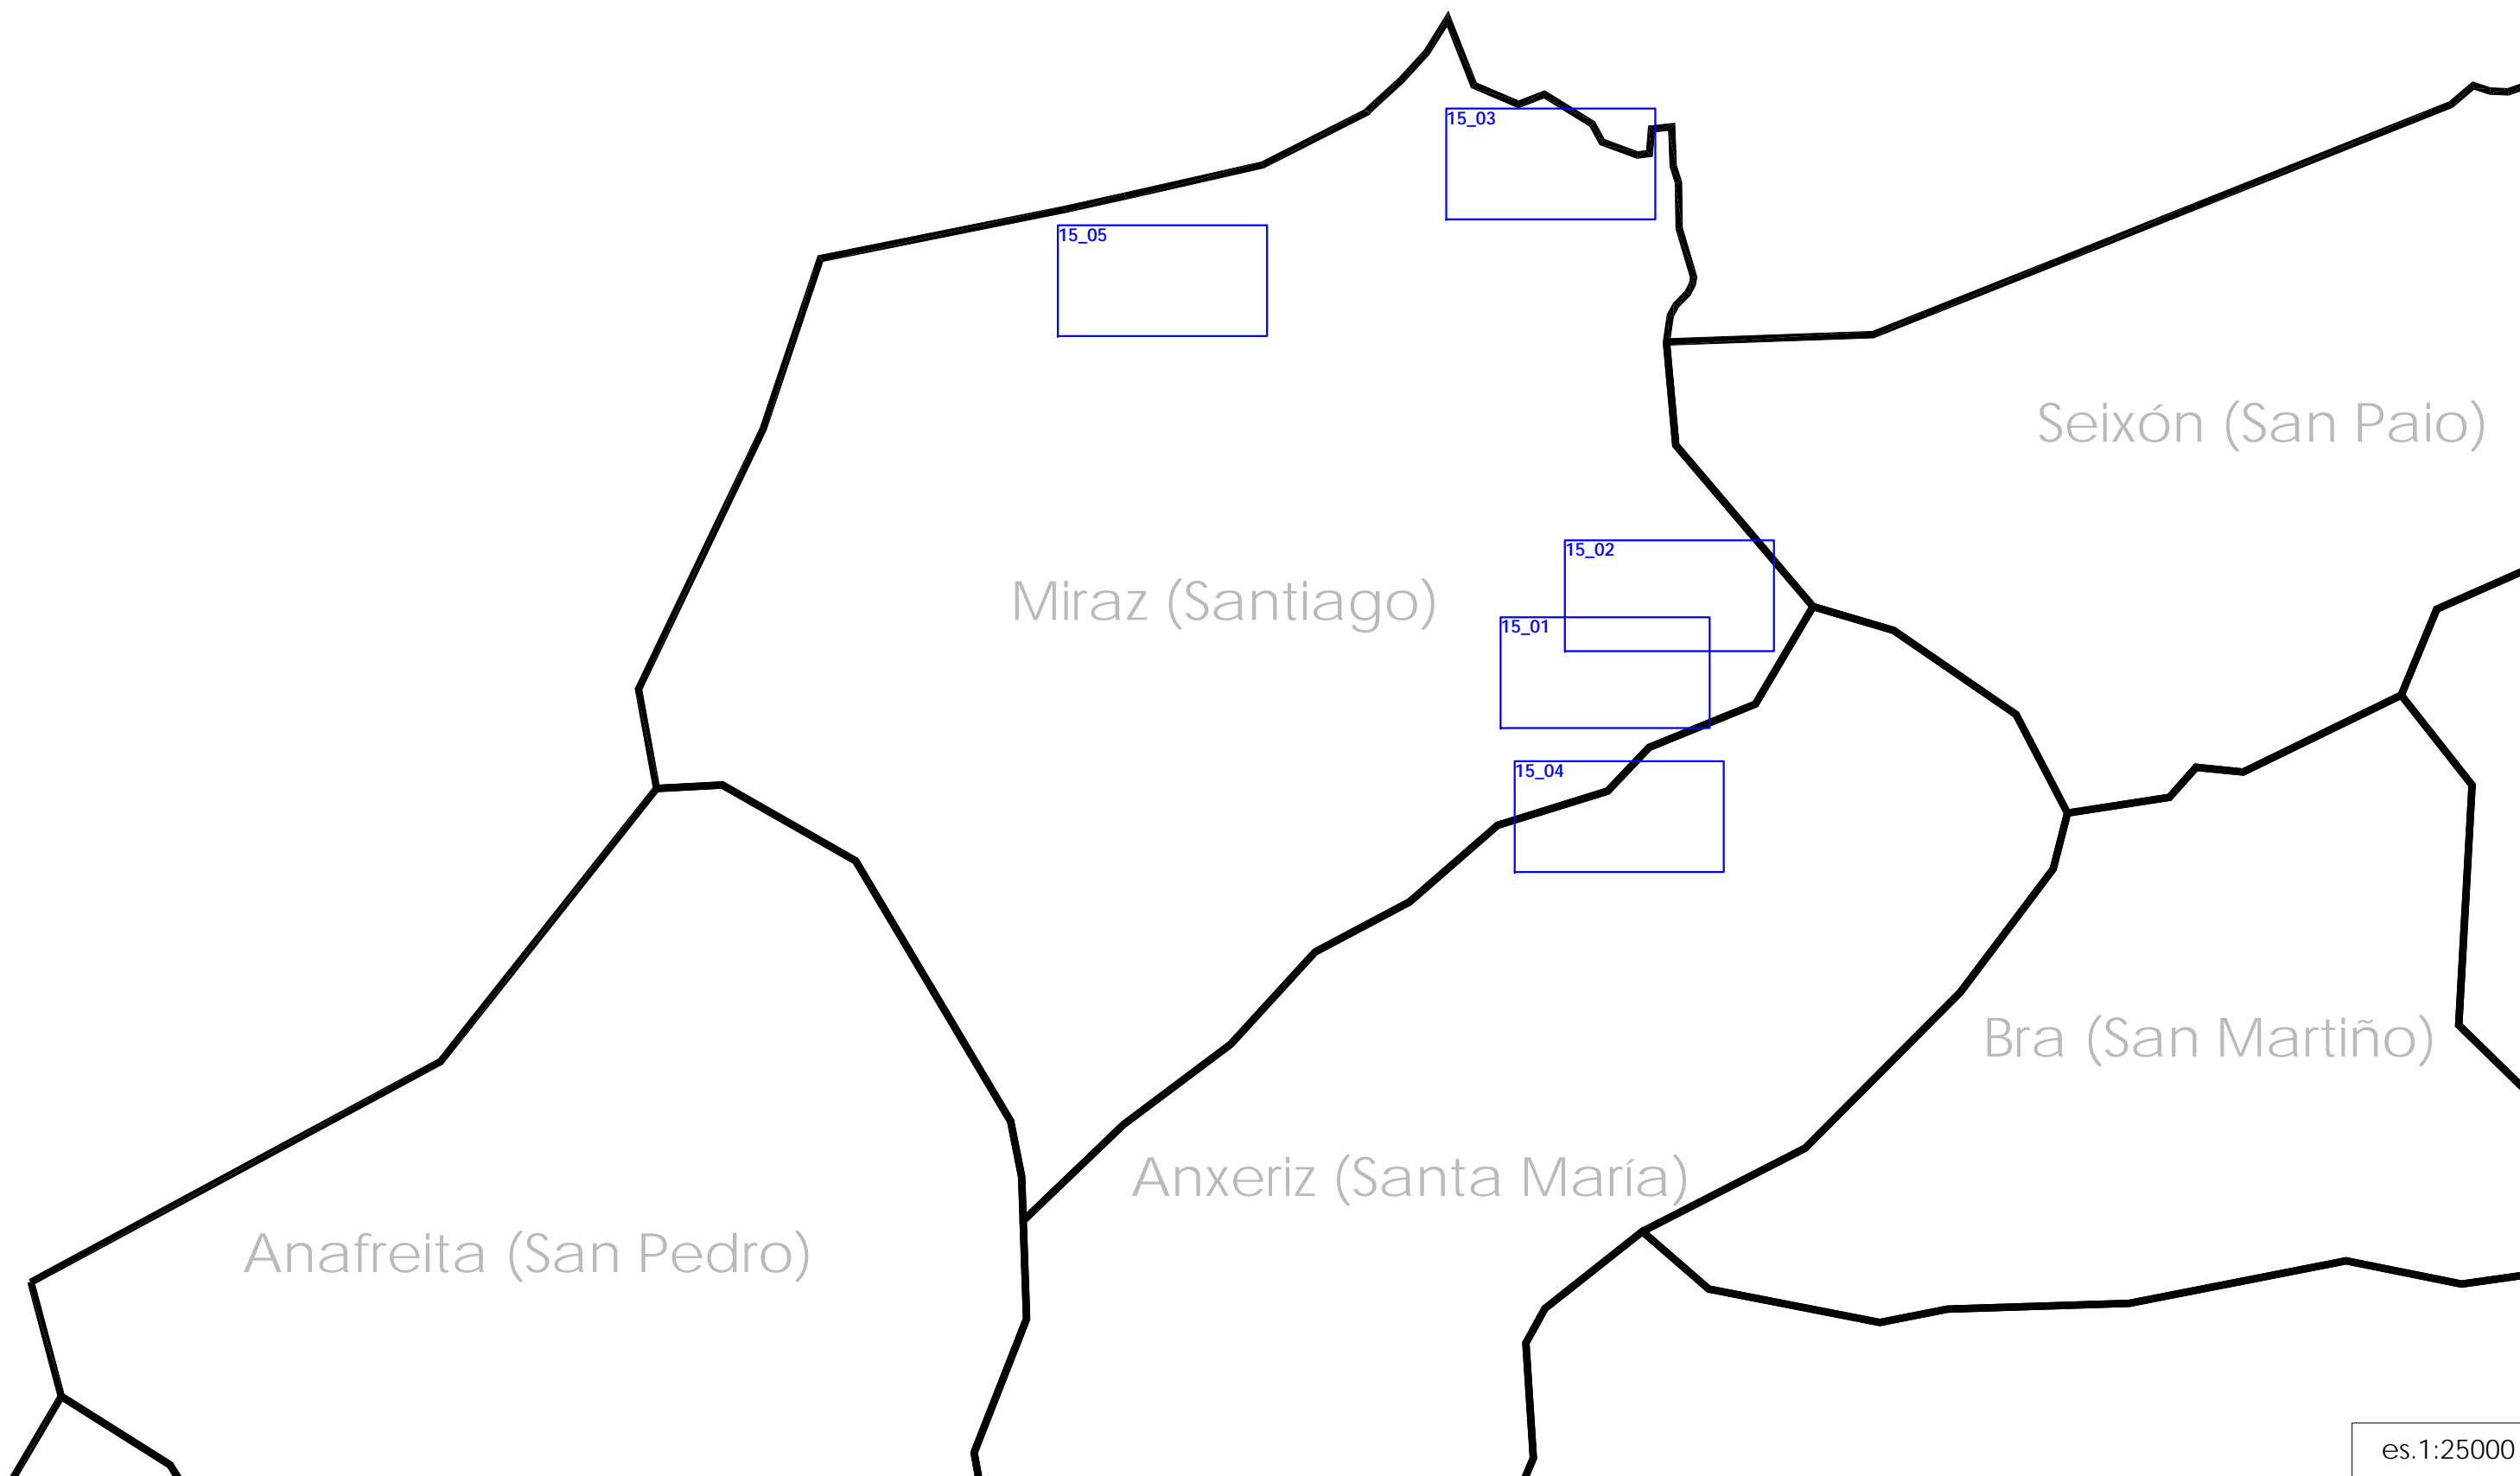 15_03
15_05
Seixón (San Paio)
15_02
Miraz (Santiago)
15_01
15_04
Bra (San Martiño)
Anxeriz (Santa María)
Anafreita (San Pedro)
es.1:25000